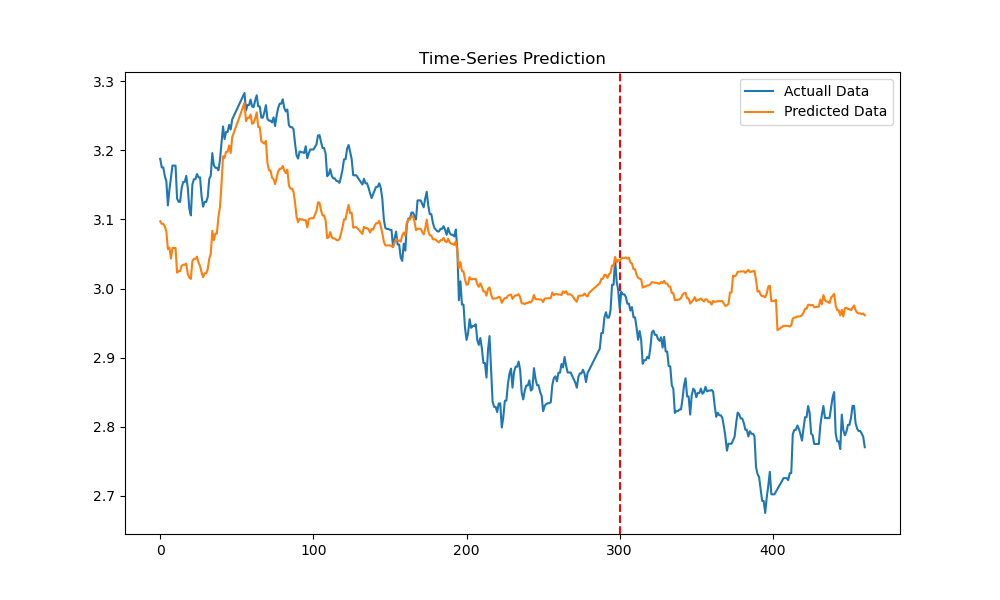 Time-Series Prediction
Actuall Data
Predicted Data
3.3
3.2
3.1
3.0
2.9
2.8
2.7
0 100 200 300 400